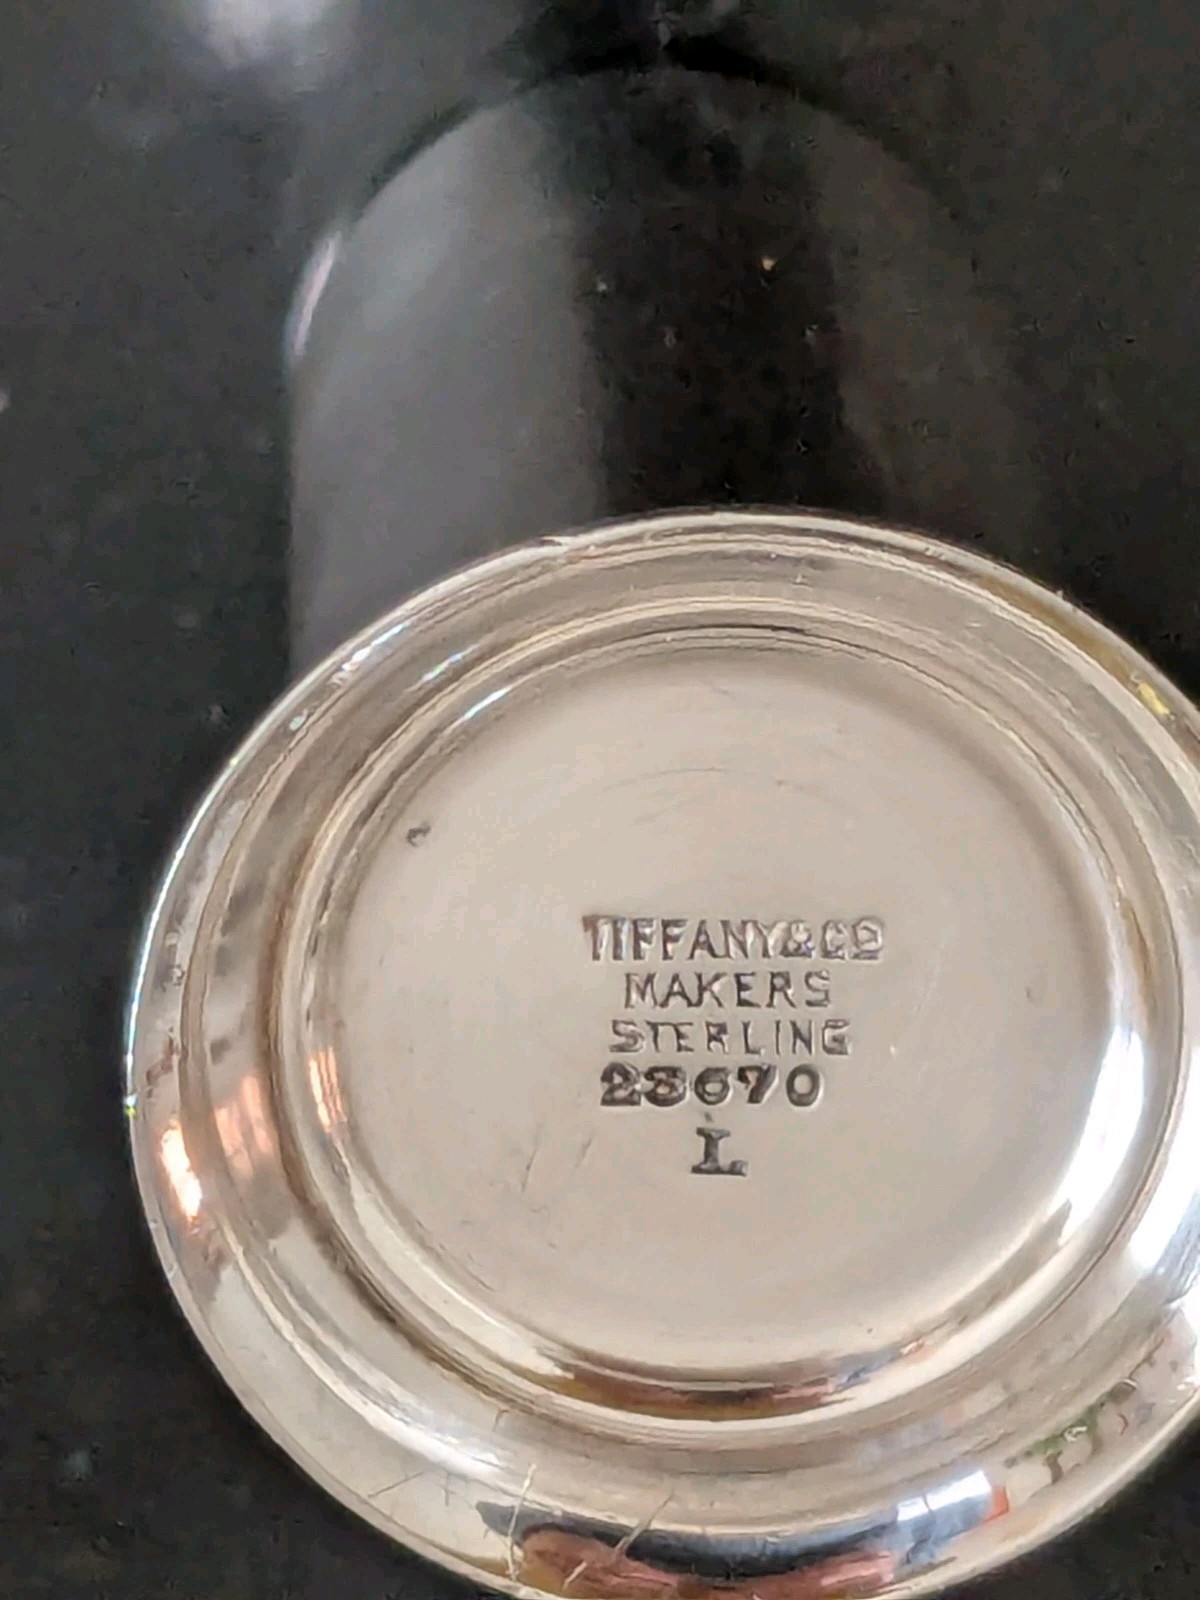 TIFFANY & CO
MAKERS
STERLING
23670
L